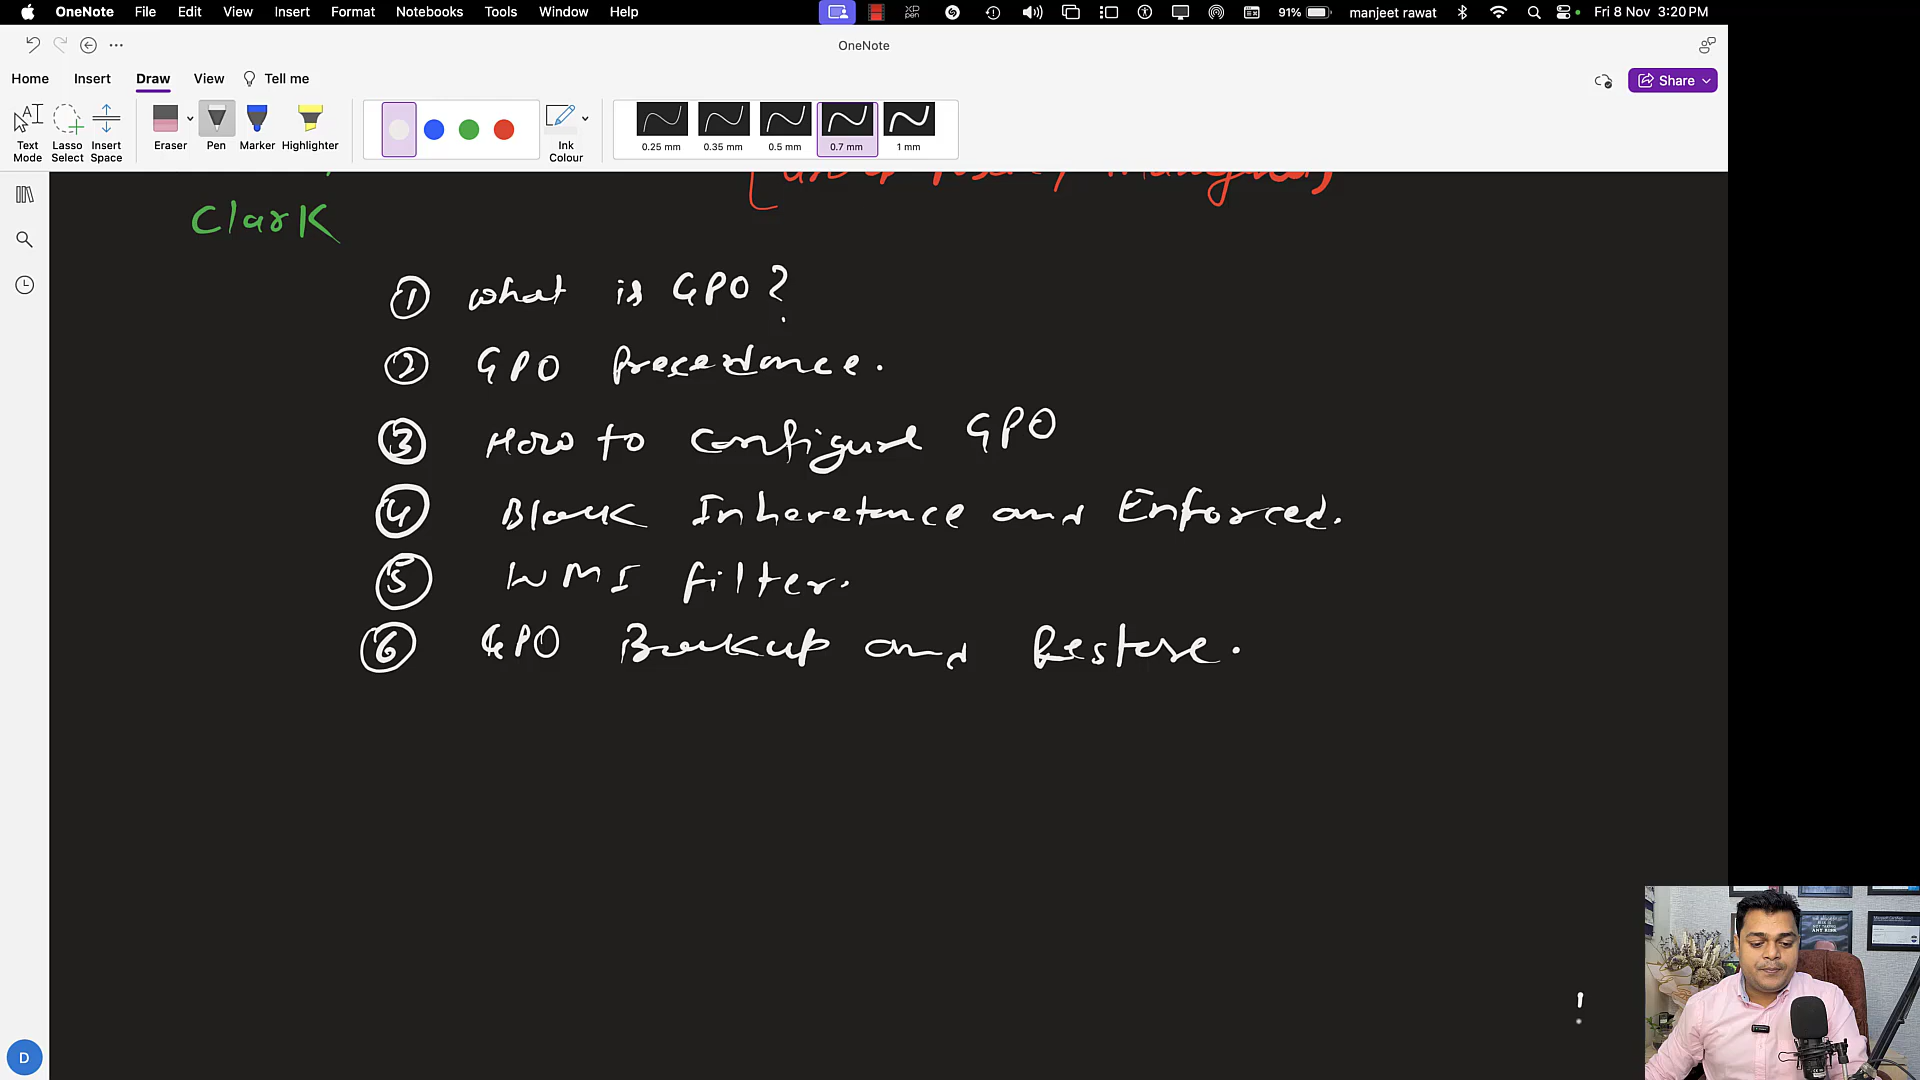 OneNote File Edit View Insert Format Notebooks Tools Window Help XP pen 91% manjeet rawat Fri 8 Nov 3:20 PM
OneNote
Home Insert Draw View Tell me Share
Text Mode Lasso Select Insert Space Eraser Pen Marker Highlighter Ink Colour 0.25 mm 0.35 mm 0.5 mm 0.7 mm 1 mm
Clark
① what is GPO?
② GPO Precedance.
③ How to configure GPO
④ Block Inheretance and Enforced.
⑤ WMI filter.
⑥ GPO Backup and Restore.
D